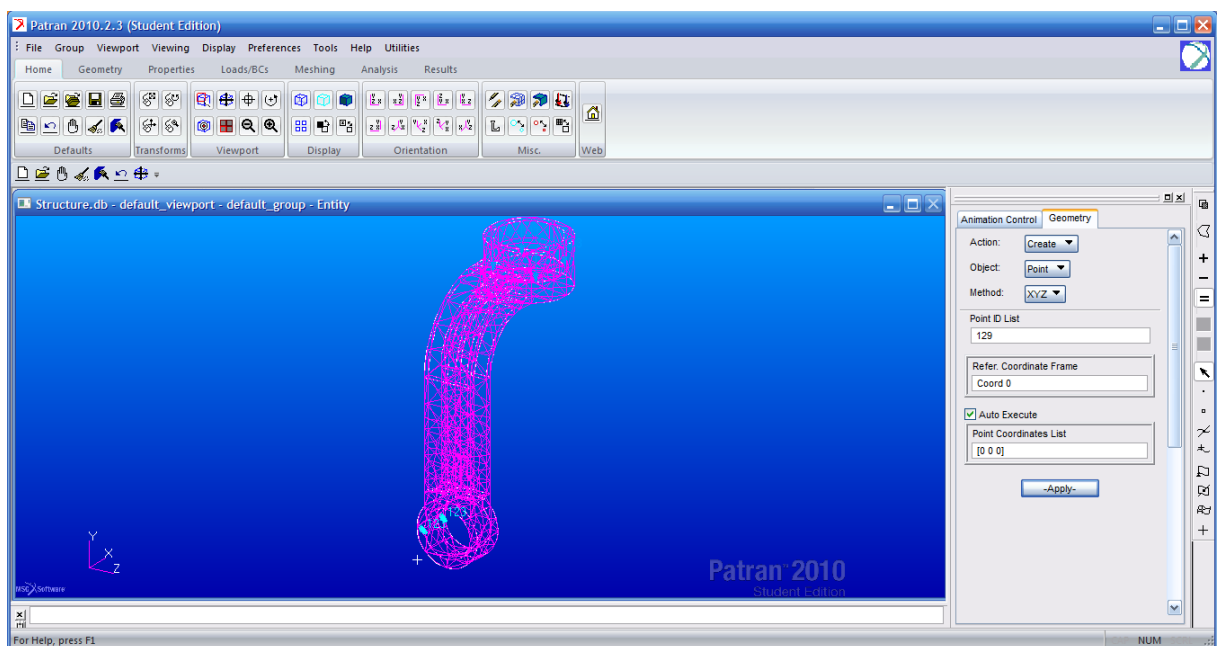 Patran 2010.2.3 (Student Edition)
File Group Viewport Viewing Display Preferences Tools Help Utilities
Home Geometry Properties Loads/BCs Meshing Analysis Results
Defaults Transforms Viewport Display Orientation Misc. Web
Structure.db - default_viewport - default_group - Entity
Animation Control Geometry
Action: Create
Object: Point
Method: XYZ
Point ID List
129
Refer. Coordinate Frame
Coord 0
Auto Execute
Point Coordinates List
[0 0 0]
-Apply-
Y
X
Z
MSC Software
Patran 2010
Student Edition
For Help, press F1
NUM